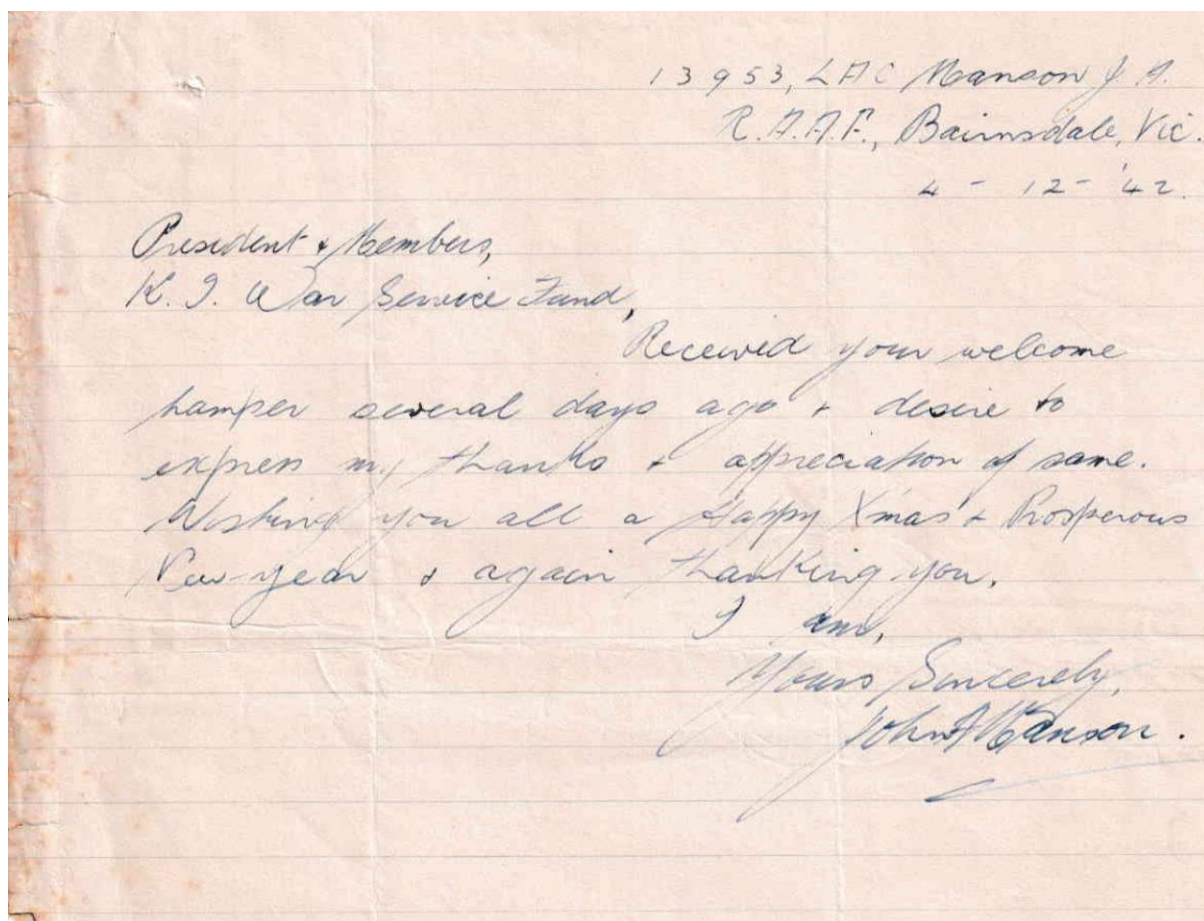 13953, LAC Manson J. A.
R.A.A.F., Bairnsdale, Vic.
4 - 12 - '42.
President & Members,
K. I. War Service Fund,
Received your welcome
hamper several days ago & desire to
express my thanks & appreciation of same.
Wishing you all a Happy X'mas & Prosperous
New-year & again thanking you.
I am,
Yours Sincerely,
John A Manson.